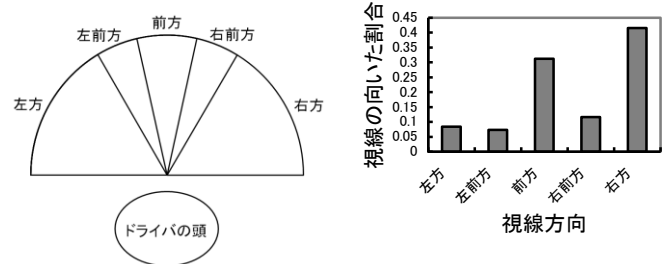 前方
左前方
右前方
左方
右方
ドライバの頭
視線の向いた割合
0.45
0.4
0.35
0.3
0.25
0.2
0.15
0.1
0.05
0
左方
左前方
前方
右前方
右方
視線方向